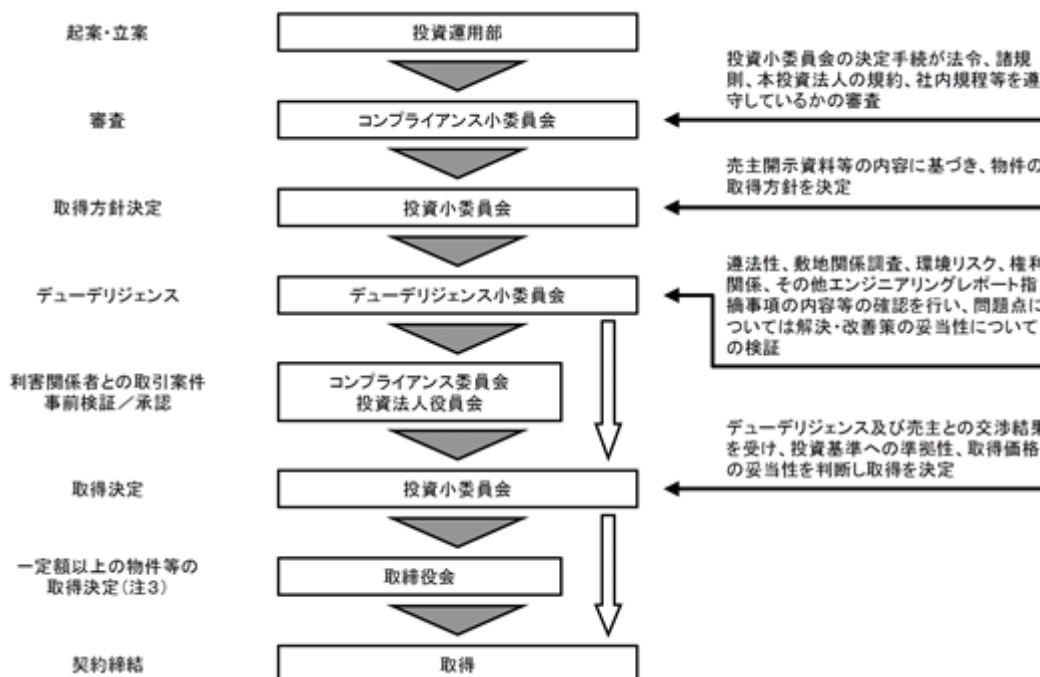 起案・立案
投資運用部
審査
コンプライアンス小委員会
投資小委員会の決定手続が法令、諸規
則、本投資法人の規約、社内規程等を遵
守しているかの審査
取得方針決定
投資小委員会
売主開示資料等の内容に基づき、物件の
取得方針を決定
デューデリジェンス
デューデリジェンス小委員会
遵法性、敷地関係調査、環境リスク、権利
関係、その他エンジニアリングレポート指
摘事項の内容等の確認を行い、問題点に
ついては解決・改善策の妥当性について
の検証
利害関係者との取引案件
事前検証／承認
コンプライアンス委員会
投資法人役員会
取得決定
投資小委員会
デューデリジェンス及び売主との交渉結果
を受け、投資基準への準拠性、取得価格
の妥当性を判断し取得を決定
一定額以上の物件等の
取得決定(注3)
取締役会
契約締結
取得